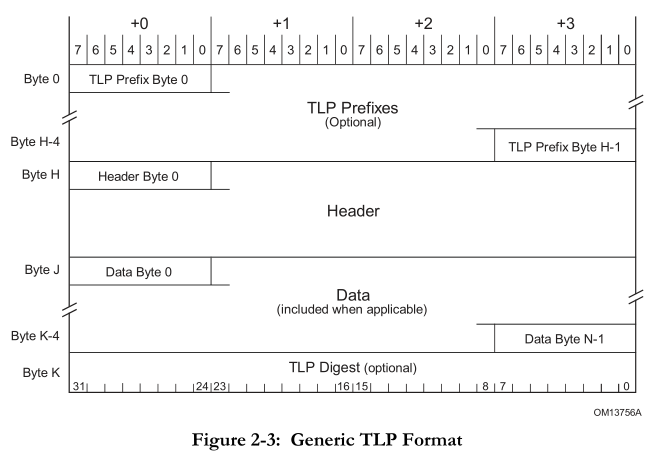 +0 +1 +2 +3
7 6 5 4 3 2 1 0 7 6 5 4 3 2 1 0 7 6 5 4 3 2 1 0 7 6 5 4 3 2 1 0
Byte 0 TLP Prefix Byte 0
TLP Prefixes
(Optional)
Byte H-4 TLP Prefix Byte H-1
Byte H Header Byte 0
Header
Byte J Data Byte 0
Data
(included when applicable)
Byte K-4 Data Byte N-1
TLP Digest (optional)
Byte K
31 24 23 16 15 8 7 0
OM13756A
Figure 2-3: Generic TLP Format